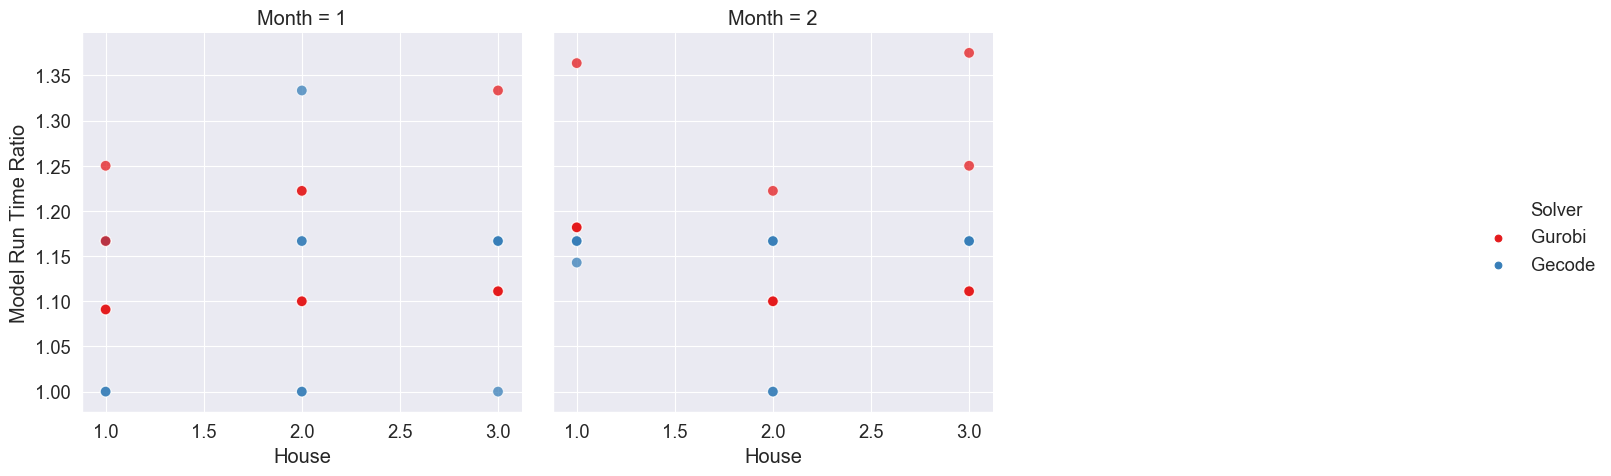 Month = 1
Month = 2
Model Run Time Ratio
1.35
1.30
1.25
1.20
1.15
1.10
1.05
1.00
1.0 1.5 2.0 2.5 3.0
1.0 1.5 2.0 2.5 3.0
House
House
Solver
Gurobi
Gecode